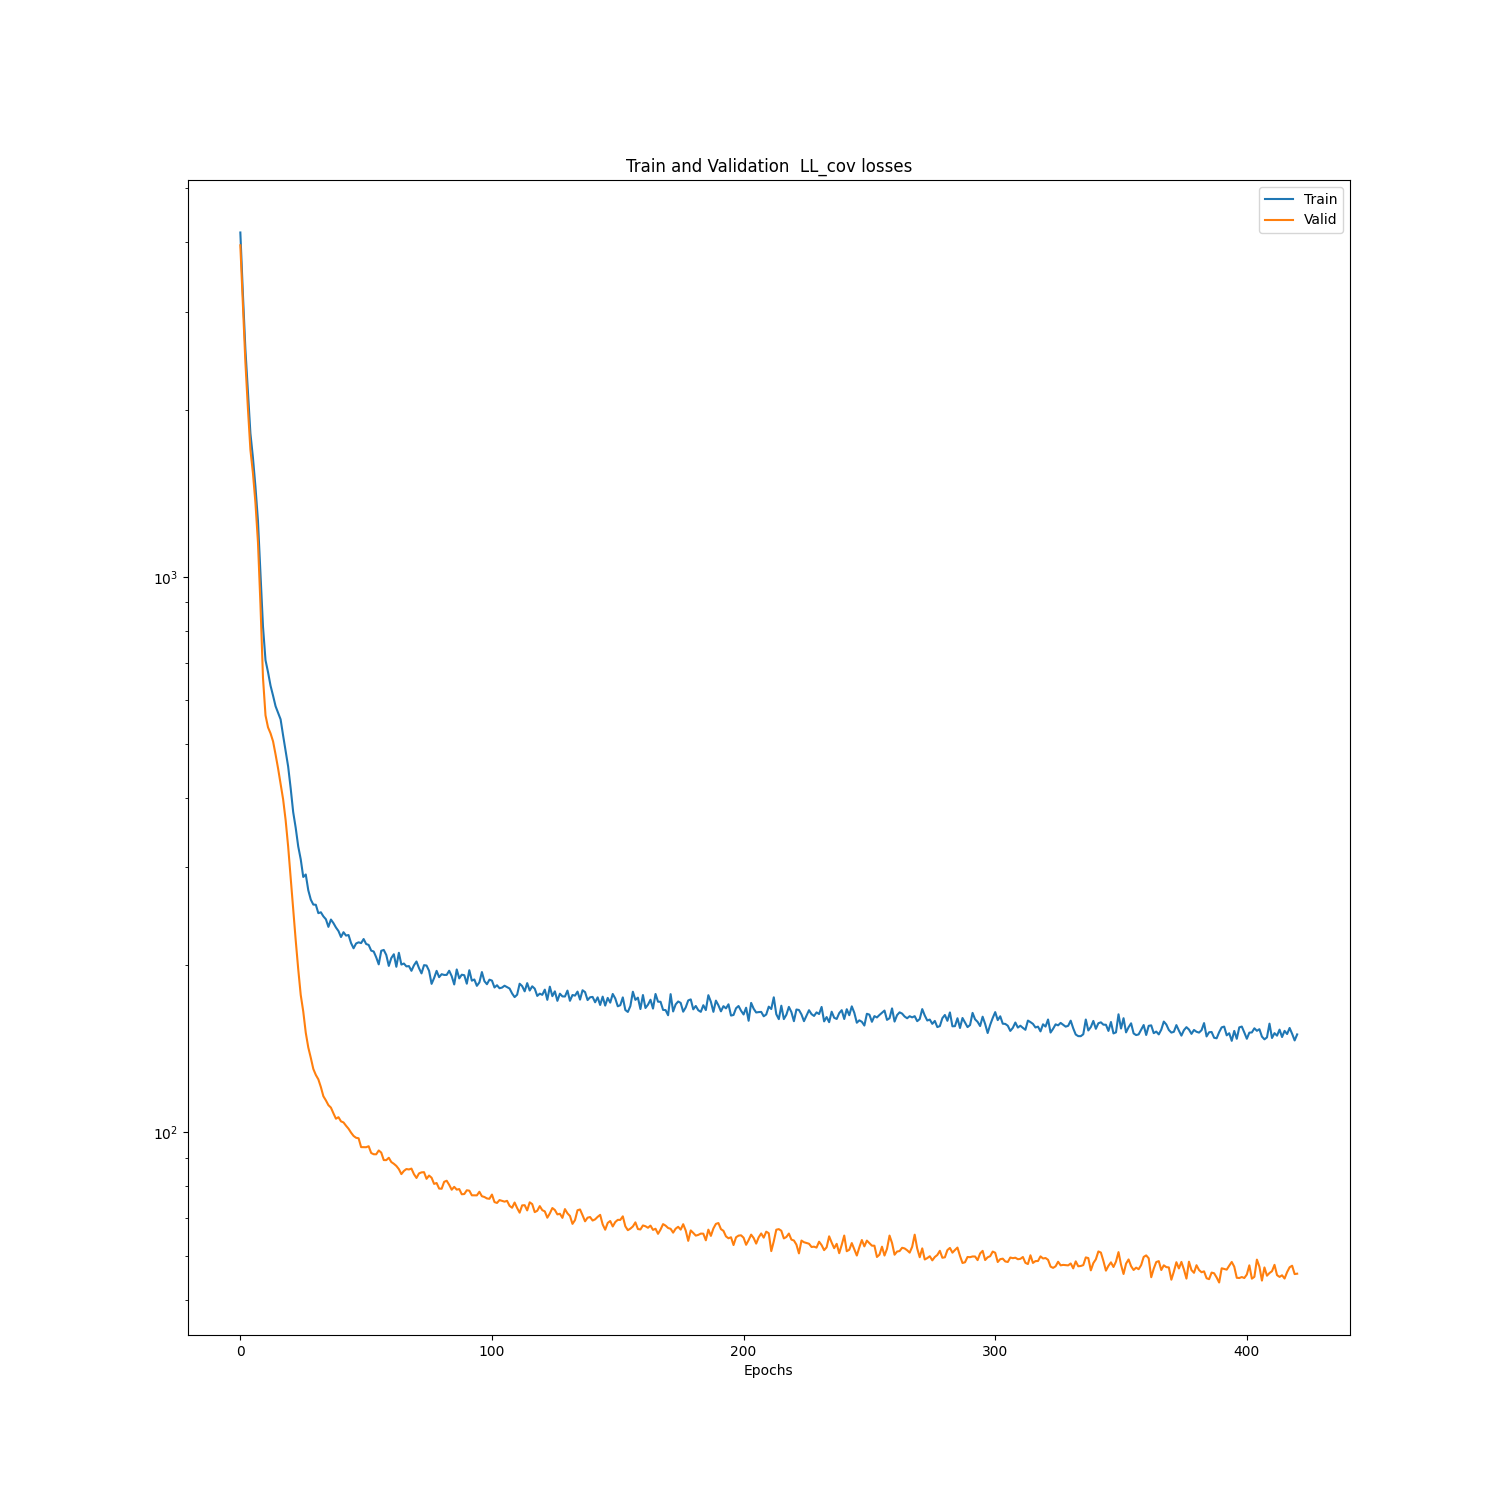 Train and Validation  LL_cov losses
Train
Valid
10³
10²
0 100 200 300 400
Epochs